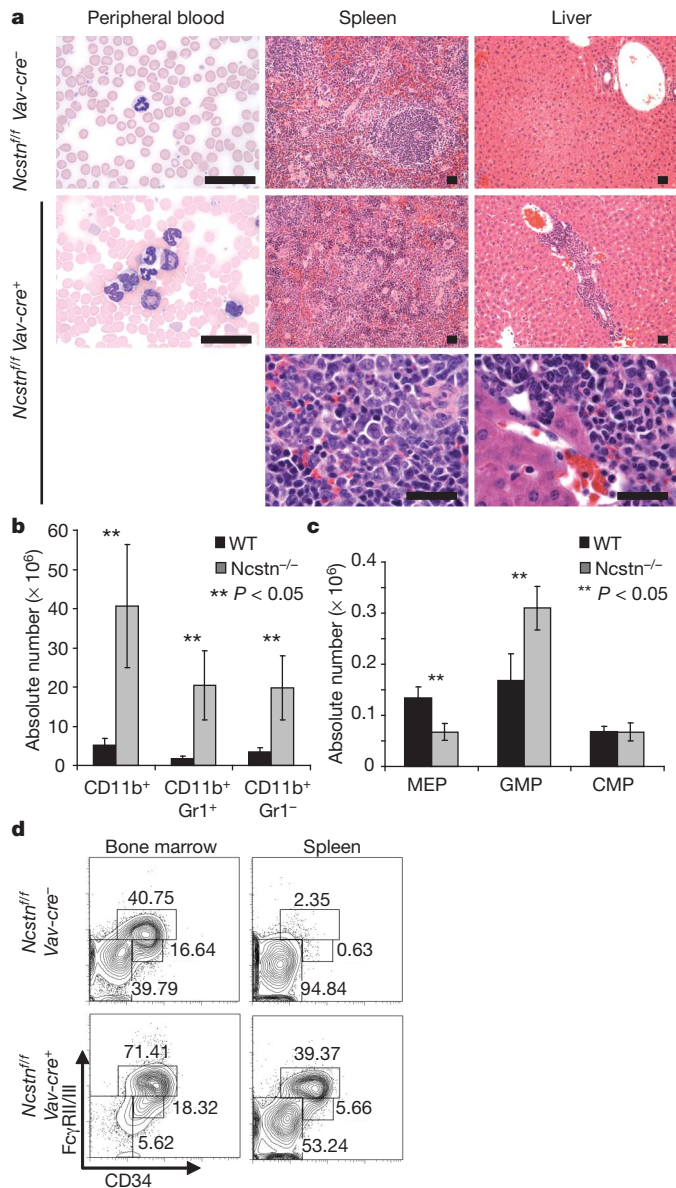 a
Peripheral blood Spleen Liver
Ncstn^f/f Vav-cre⁻
Ncstn^f/f Vav-cre⁺
b
Absolute number (× 10⁶)
60
50
40
30
20
10
0
** ** **
WT
Ncstn⁻/⁻
** P < 0.05
CD11b⁺ CD11b⁺ CD11b⁺
Gr1⁺ Gr1⁻
c
Absolute number (× 10⁶)
0.4
0.3
0.2
0.1
0
** **
WT
Ncstn⁻/⁻
** P < 0.05
MEP GMP CMP
d
Bone marrow Spleen
Ncstn^f/f
Vav-cre⁻
40.75
16.64
39.79
2.35
0.63
94.84
Ncstn^f/f
Vav-cre⁺
71.41
18.32
5.62
39.37
5.66
53.24
FcγRII/III
CD34